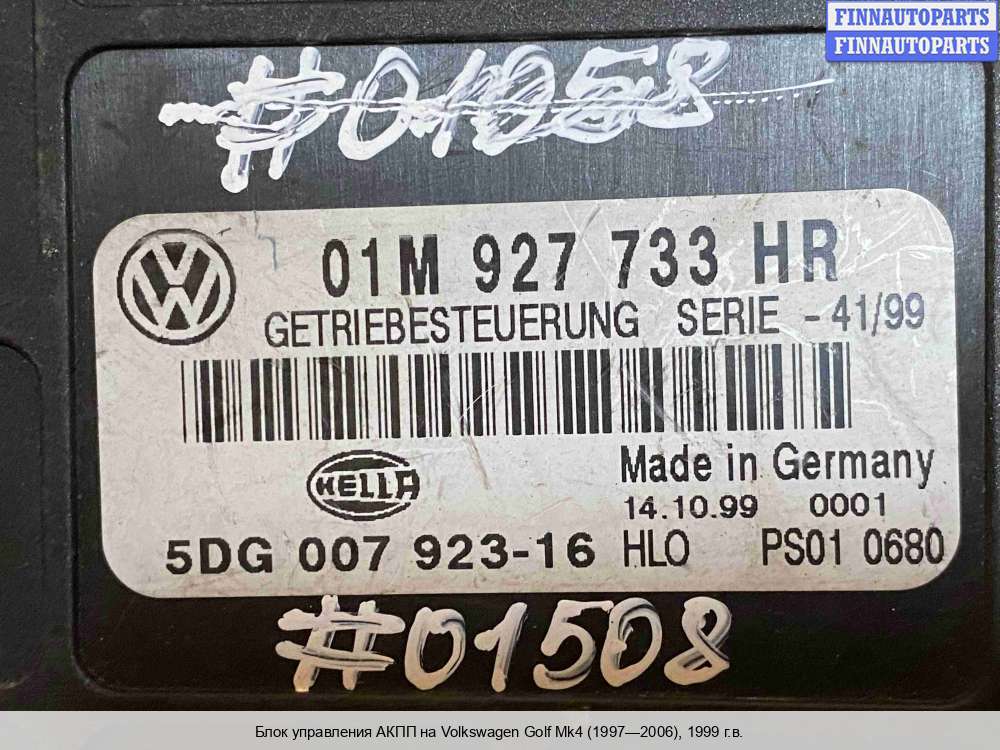 FINNAUTOPARTS
FINNAUTOPARTS
#01058
01M 927 733 HR
GETRIEBESTEUERUNG SERIE - 41/99
HELLA
Made in Germany
14.10.99 0001
5DG 007 923-16 HLO PS01 0680
#01508
Блок управления АКПП на Volkswagen Golf Mk4 (1997—2006), 1999 г.в.